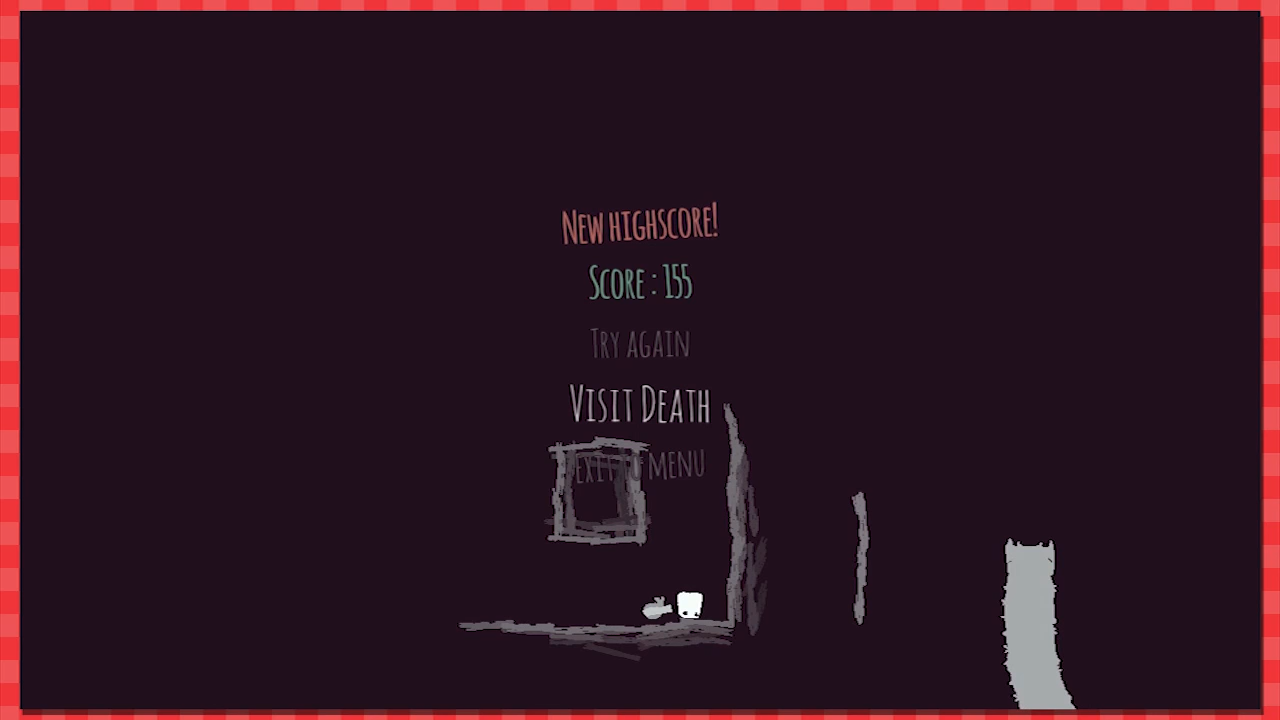 New highscore!
Score : 155
Try again
Visit Death
Exit to menu